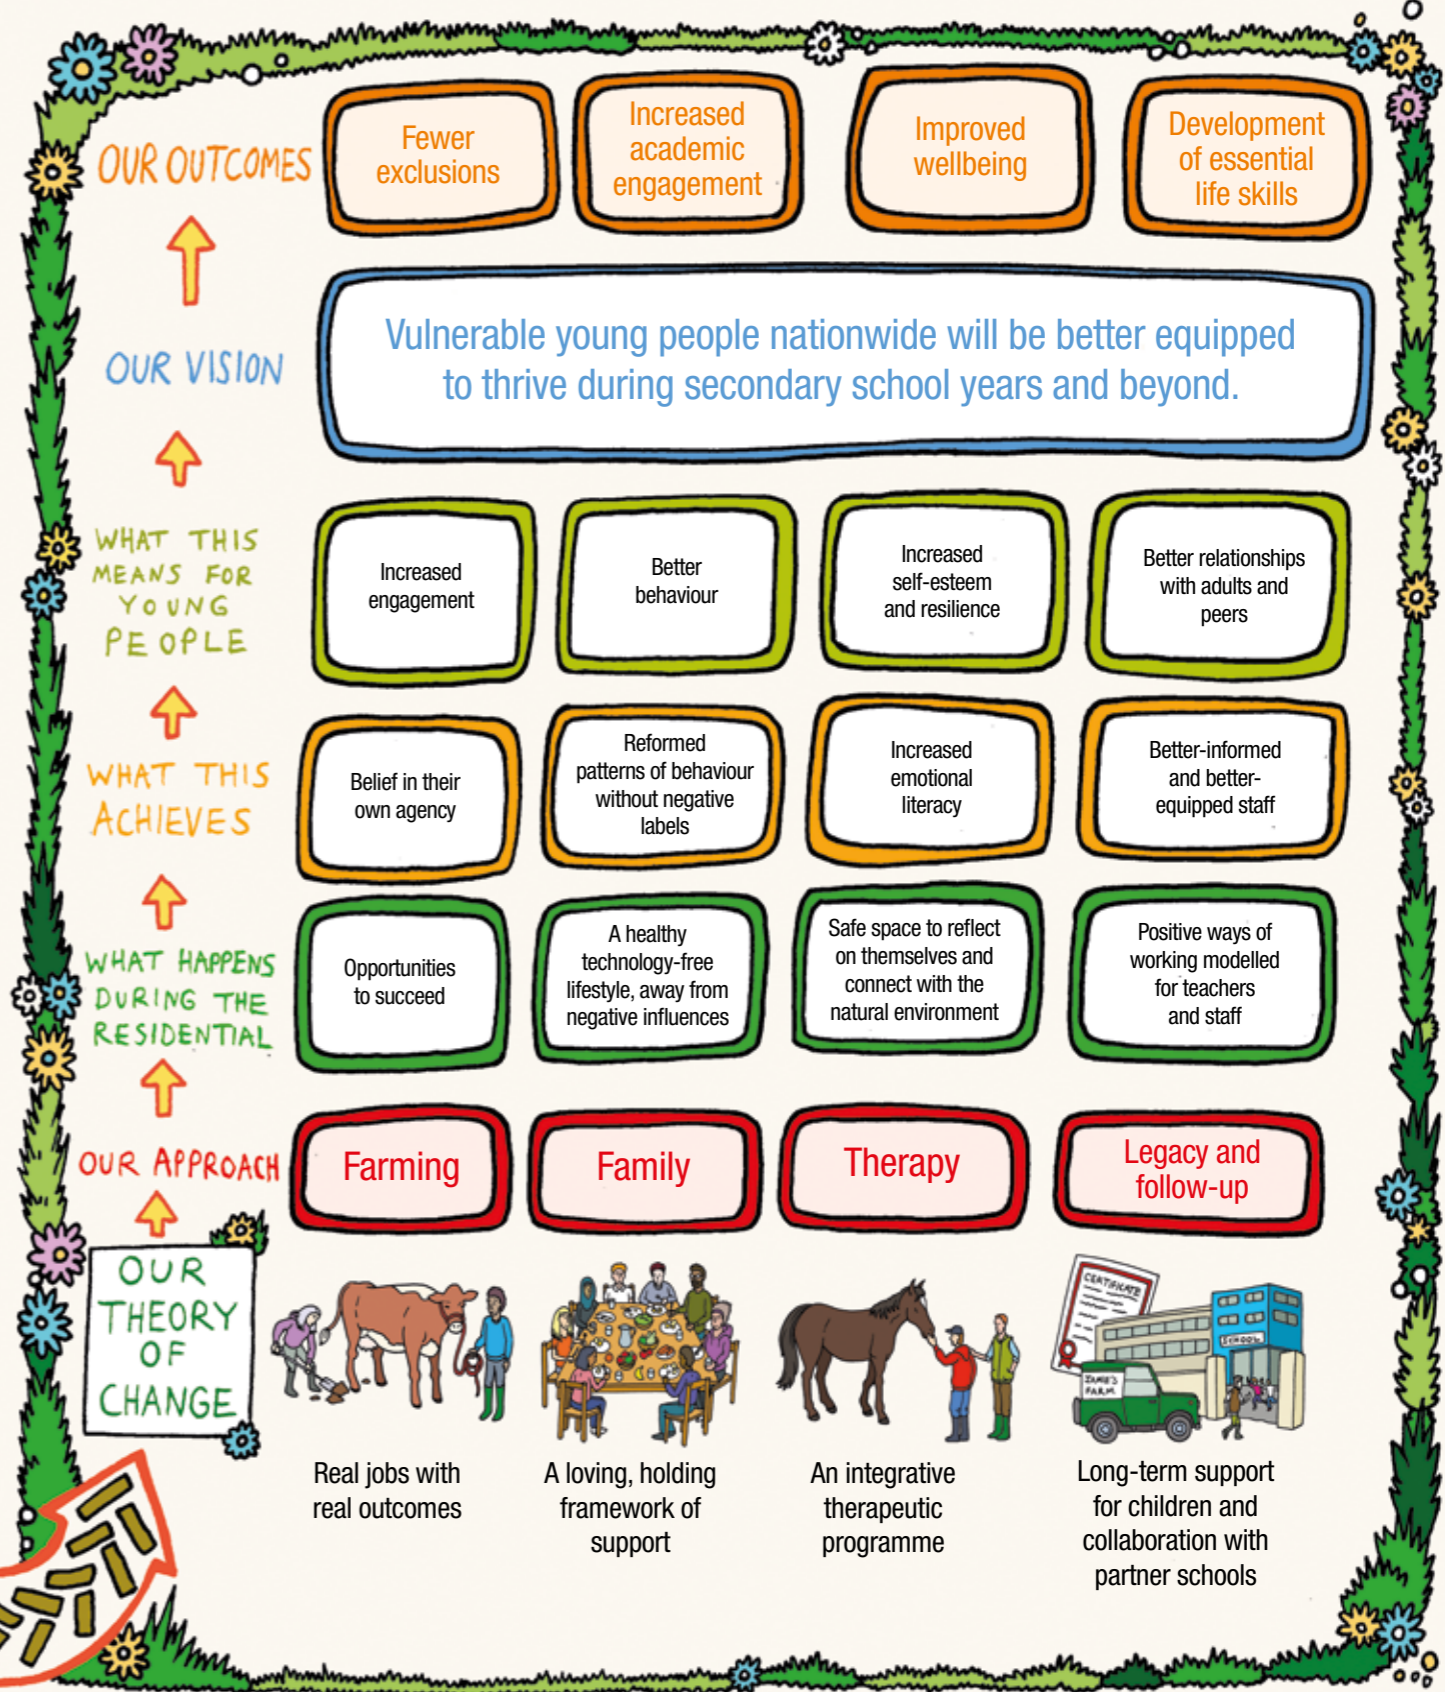 OUR OUTCOMES
Fewer
exclusions
Increased
academic
engagement
Improved
wellbeing
Development
of essential
life skills
OUR VISION
Vulnerable young people nationwide will be better equipped
to thrive during secondary school years and beyond.
WHAT THIS
MEANS FOR
YOUNG
PEOPLE
Increased
engagement
Better
behaviour
Increased
self-esteem
and resilience
Better relationships
with adults and
peers
WHAT THIS
ACHIEVES
Belief in their
own agency
Reformed
patterns of behaviour
without negative
labels
Increased
emotional
literacy
Better-informed
and better-
equipped staff
WHAT HAPPENS
DURING THE
RESIDENTIAL
Opportunities
to succeed
A healthy
technology-free
lifestyle, away from
negative influences
Safe space to reflect
on themselves and
connect with the
natural environment
Positive ways of
working modelled
for teachers
and staff
OUR APPROACH
Farming
Family
Therapy
Legacy and
follow-up
OUR
THEORY
OF
CHANGE
CERTIFICATE
SCHOOL
JAMIE'S
FARM
Real jobs with
real outcomes
A loving, holding
framework of
support
An integrative
therapeutic
programme
Long-term support
for children and
collaboration with
partner schools